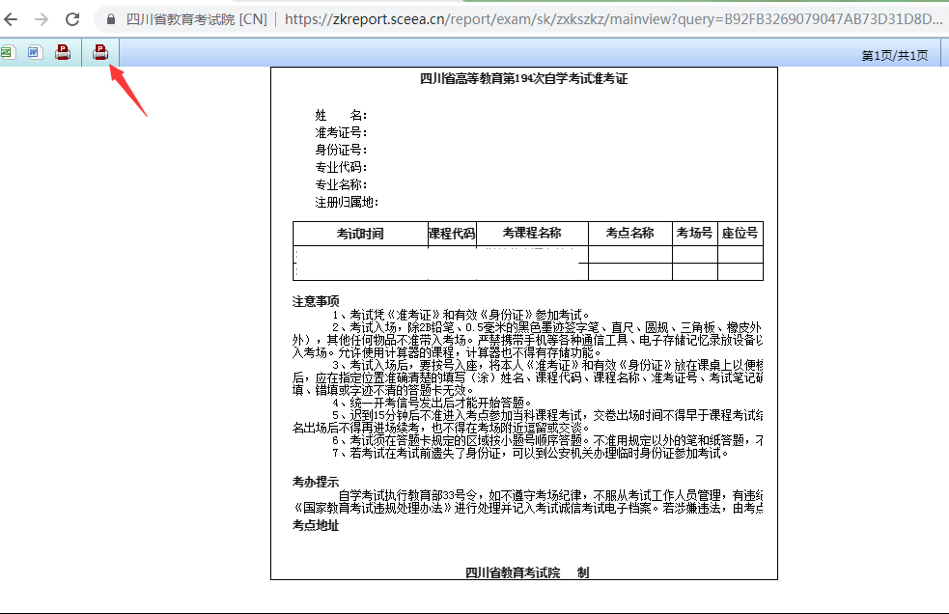 四川省教育考试院 [CN] | https://zkreport.sceea.cn/report/exam/sk/zxkszkz/mainview?query=B92FB3269079047AB73D31D8D...
第1页/共1页
四川省高等教育第194次自学考试准考证
姓 名:
准考证号:
身份证号:
专业代码:
专业名称:
注册归属地:
考试时间 课程代码 考课程名称 考点名称 考场号 座位号
注意事项
1、考试凭《准考证》和有效《身份证》参加考试。
2、考试入场，除2B铅笔、0.5毫米的黑色墨迹签字笔、直尺、圆规、三角板、橡皮外
外），其他任何物品不准带入考场。严禁携带手机等各种通信工具、电子存储记忆录放设备以
入考场。允许使用计算器的课程，计算器也不得有存储功能。
3、考试入场后，要按号入座，将本人《准考证》和有效《身份证》放在课桌上以便核
后，应在指定位置准确清楚的填写（涂）姓名、课程代码、课程名称、准考证号、考试笔记确
填、错填或字迹不清的答题卡无效。
4、统一开考信号发出后才能开始答题。
5、迟到15分钟后不准进入考点参加当科课程考试，交卷出场时间不得早于课程考试结
名出场后不得再进场续考，也不得在考场附近逗留或交谈。
6、考试须在答题卡规定的区域按小题号顺序答题。不准用规定以外的笔和纸答题，不
7、若考试在考试前遗失了身份证，可以到公安机关办理临时身份证参加考试。
考办提示
自学考试执行教育部33号令，如不遵守考场纪律，不服从考试工作人员管理，有违纪
《国家教育考试违规处理办法》进行处理并记入考试诚信考试电子档案。若涉嫌违法，由考点
考点地址
四川省教育考试院 制